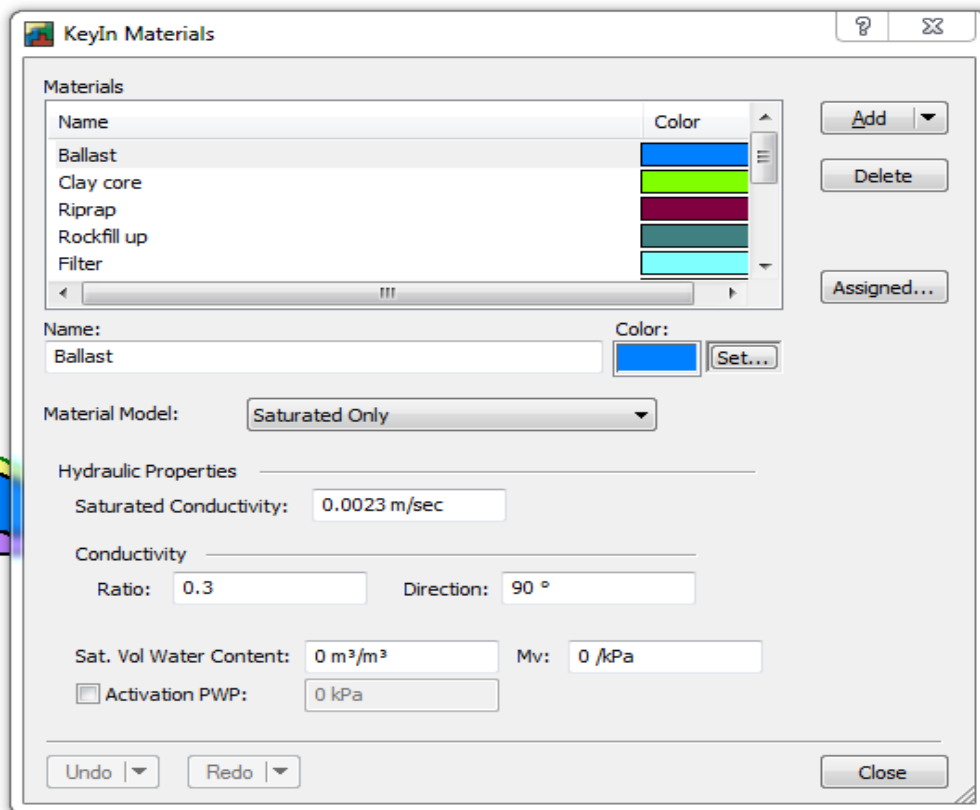 KeyIn Materials
Materials
Name Color
Add
Ballast
Clay core
Delete
Riprap
Rockfill up
Filter
Assigned...
Name: Color:
Ballast Set...
Material Model: Saturated Only
Hydraulic Properties
Saturated Conductivity: 0.0023 m/sec
Conductivity
Ratio: 0.3 Direction: 90 °
Sat. Vol Water Content: 0 m³/m³ Mv: 0 /kPa
Activation PWP: 0 kPa
Undo Redo Close